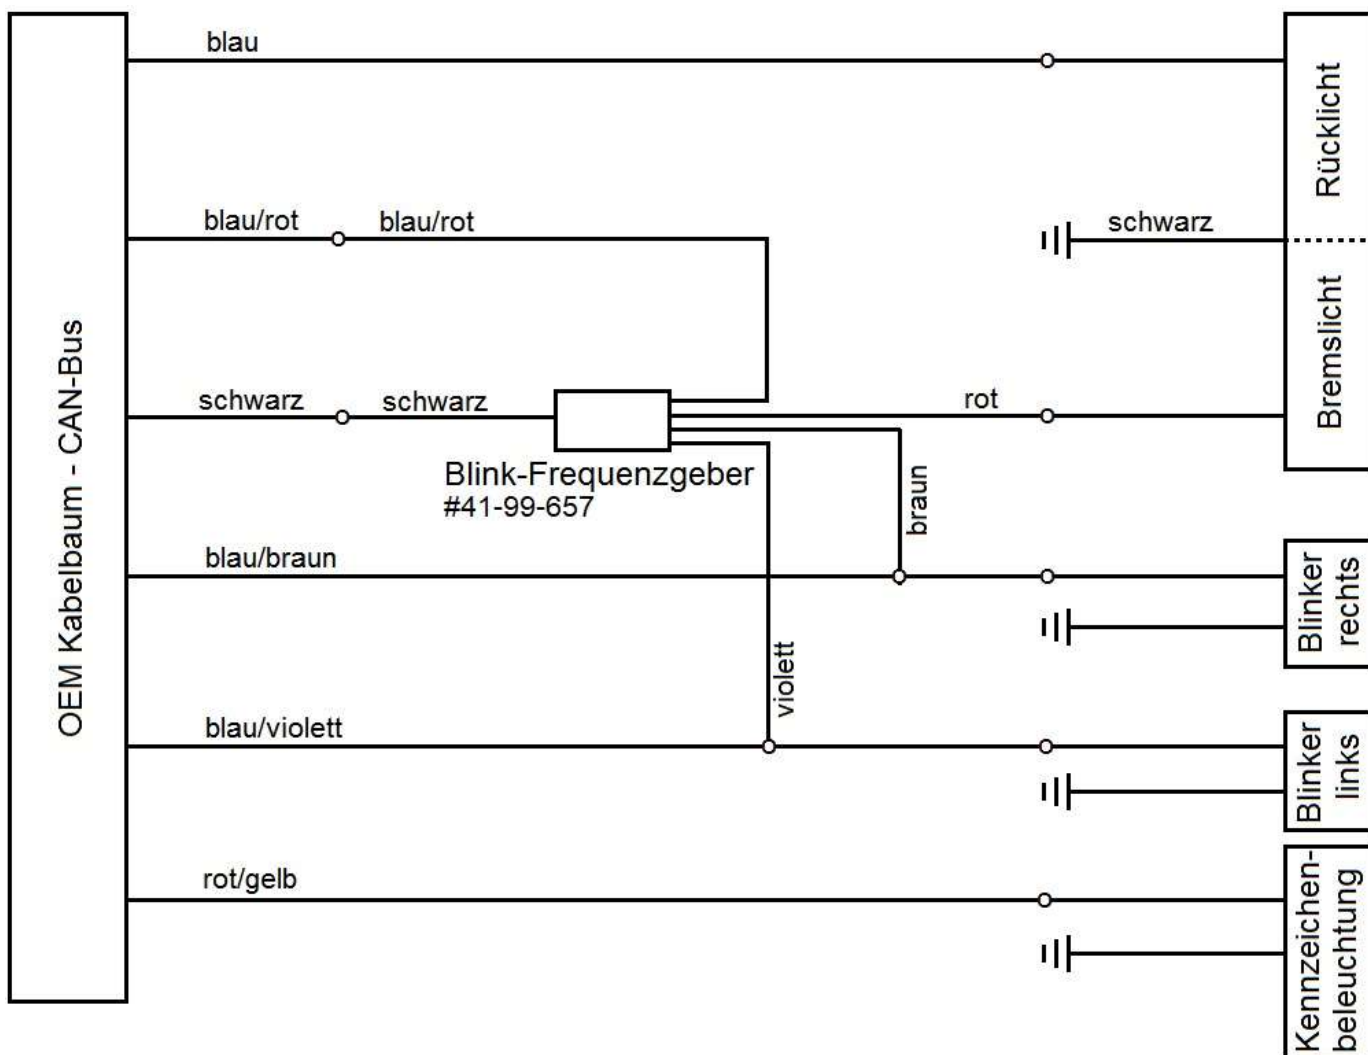 blau
Rücklicht
blau/rot
blau/rot
schwarz
OEM Kabelbaum - CAN-Bus
Bremslicht
schwarz
schwarz
rot
Blink-Frequenzgeber
#41-99-657
braun
blau/braun
Blinker
rechts
violett
blau/violett
Blinker
links
rot/gelb
Kennzeichen-
beleuchtung